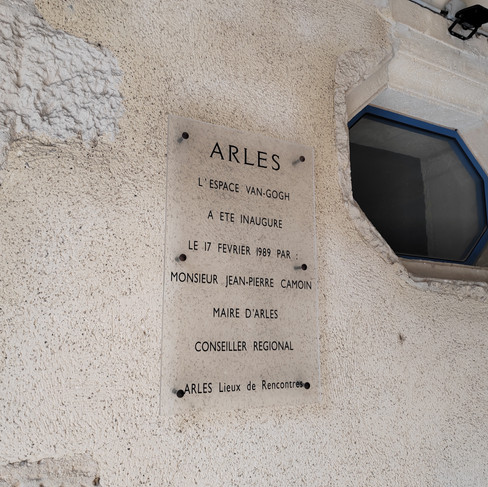 ARLES
L'ESPACE VAN-GOGH
A ETE INAUGURE
LE 17 FEVRIER 1989 PAR :
MONSIEUR JEAN-PIERRE CAMOIN
MAIRE D'ARLES
CONSEILLER REGIONAL
ARLES Lieux de Rencontres